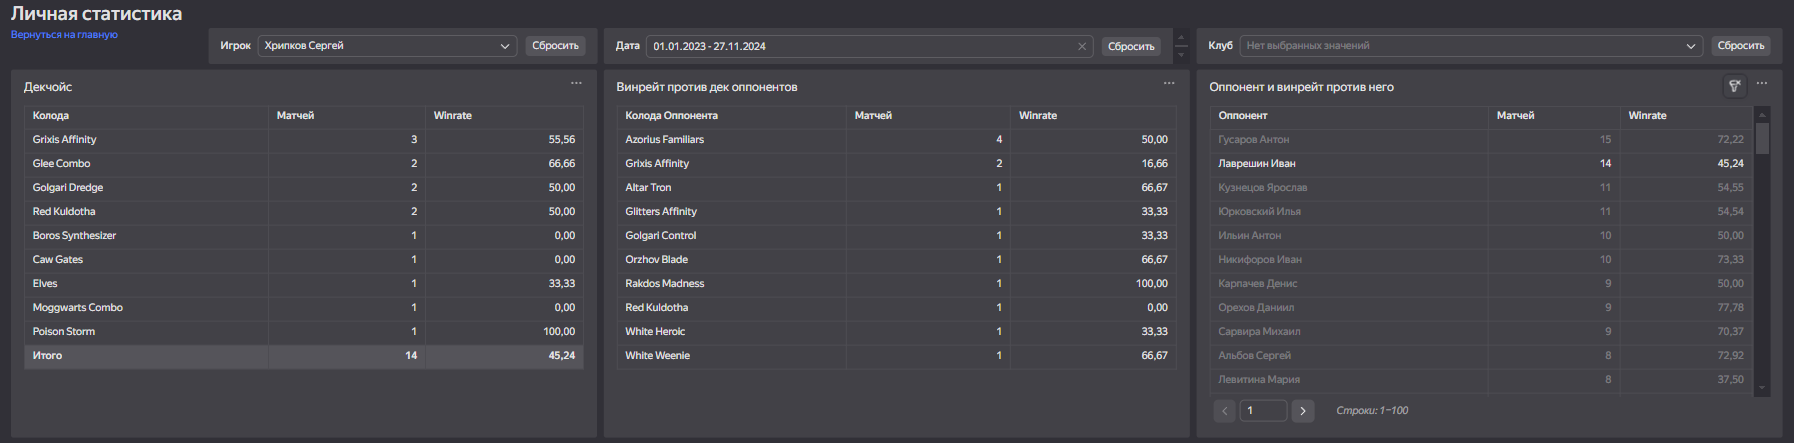 Личная статистика
Вернуться на главную
Игрок Хрипков Сергей Сбросить
Дата 01.01.2023 - 27.11.2024 Сбросить
Клуб Нет выбранных значений Сбросить
Декчойс
Колода Матчей Winrate
Grixis Affinity 3 55,56
Glee Combo 2 66,66
Golgari Dredge 2 50,00
Red Kuldotha 2 50,00
Boros Synthesizer 1 0,00
Caw Gates 1 0,00
Elves 1 33,33
Moggwarts Combo 1 0,00
Poison Storm 1 100,00
Итого 14 45,24
Винрейт против дек оппонентов
Колода Оппонента Матчей Winrate
Azorius Familiars 4 50,00
Grixis Affinity 2 16,66
Altar Tron 1 66,67
Glitters Affinity 1 33,33
Golgari Control 1 33,33
Orzhov Blade 1 66,67
Rakdos Madness 1 100,00
Red Kuldotha 1 0,00
White Heroic 1 33,33
White Weenie 1 66,67
Оппонент и винрейт против него
Оппонент Матчей Winrate
Гусаров Антон 15 72,22
Лаврешин Иван 14 45,24
Кузнецов Ярослав 11 54,55
Юрковский Илья 11 54,54
Ильин Антон 10 50,00
Никифоров Иван 10 73,33
Карпачев Денис 9 50,00
Орехов Даниил 9 77,78
Сарвира Михаил 9 70,37
Альбов Сергей 8 72,92
Левитина Мария 8 37,50
1 Строки: 1–100